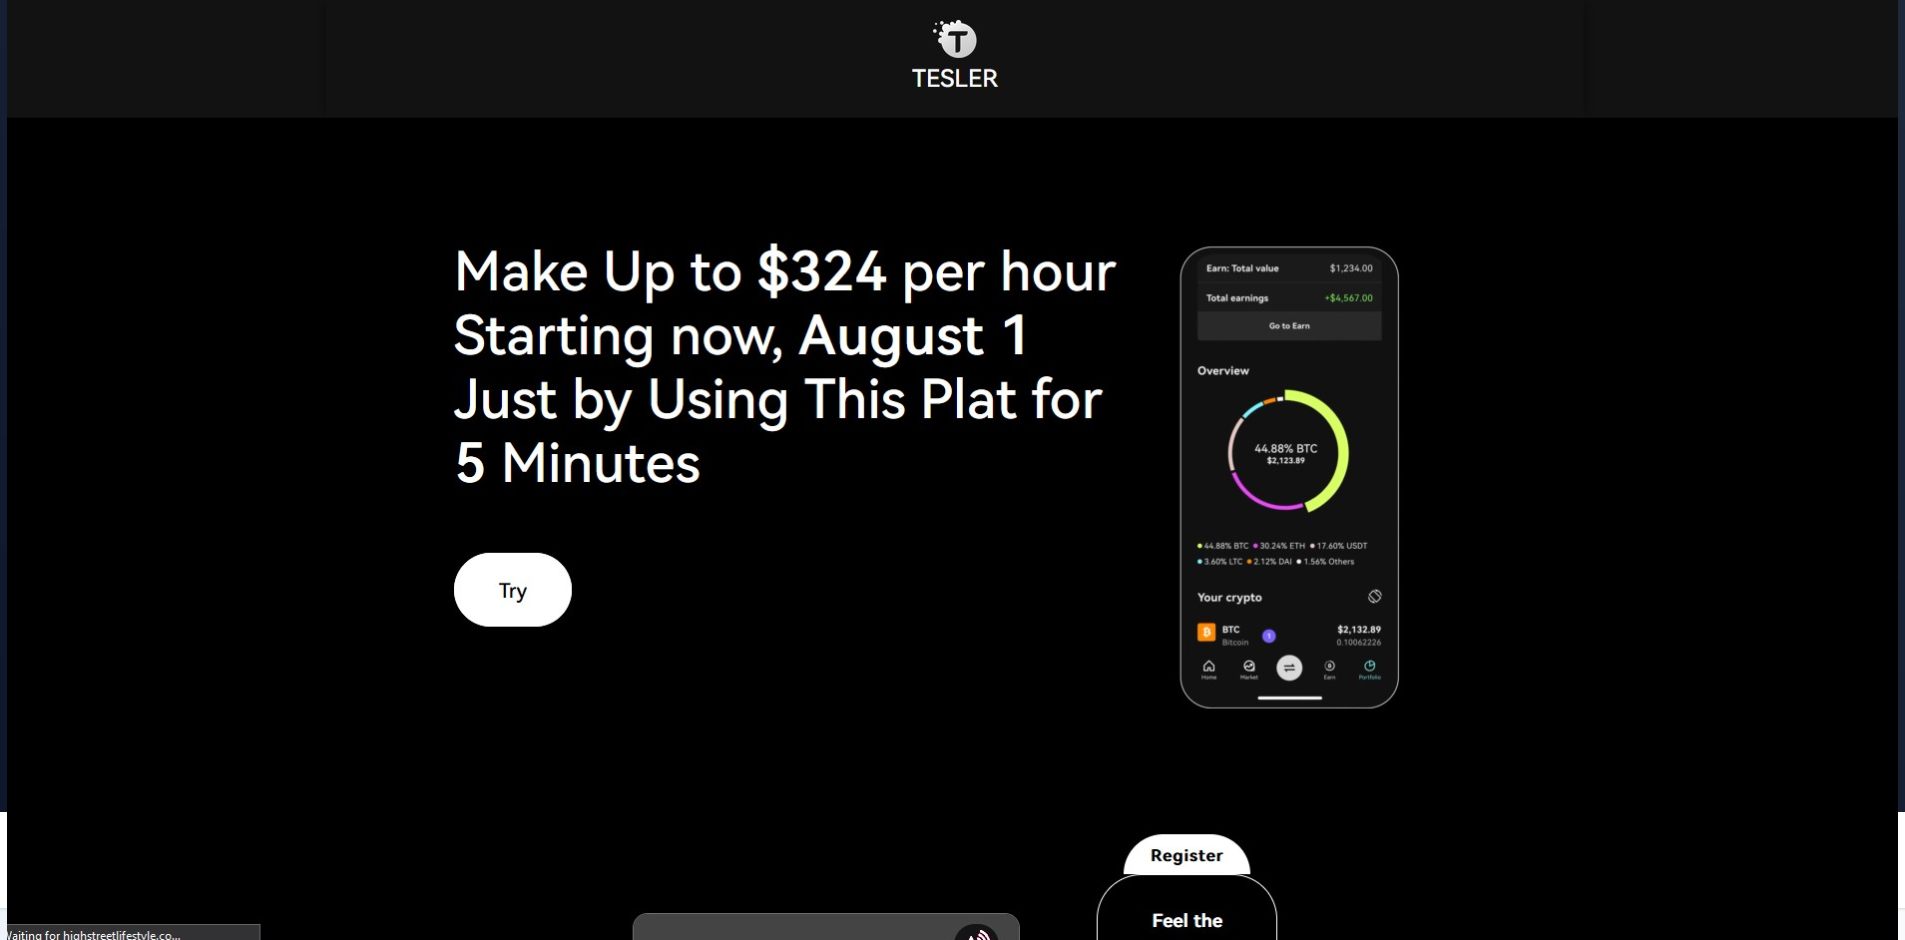 T
TESLER
Make Up to $324 per hour
Starting now, August 1
Just by Using This Plat for
5 Minutes
Try
Earn: Total value $1,234.00
Total earnings +$4,567.00
Go to Earn
Overview
44.88% BTC
$2,123.89
44.88% BTC 30.24% ETH 17.60% USDT
3.60% LTC 2.12% DAI 1.56% Others
Your crypto
BTC 1 $2,132.89
Bitcoin 0.10062226
Home Market Earn Portfolio
Register
Feel the
Waiting for highstreetlifestyle.co...